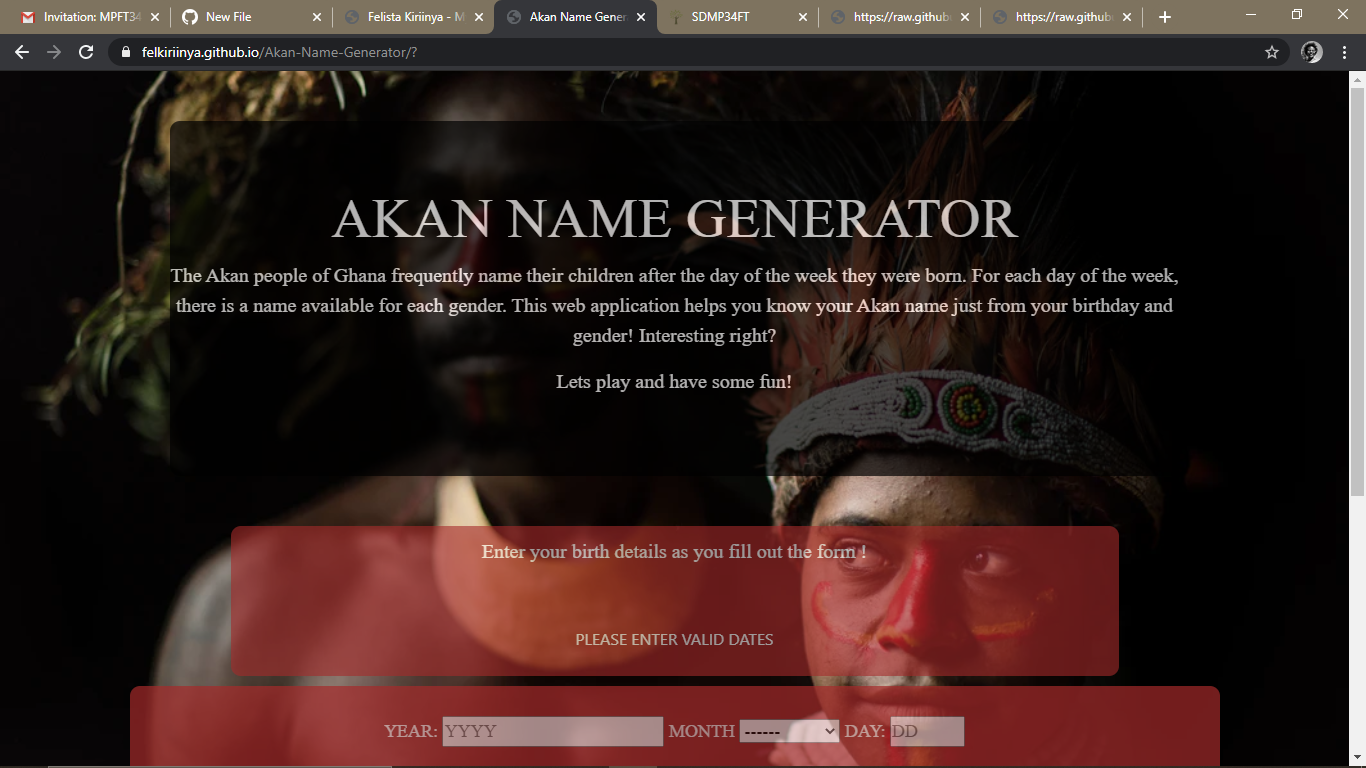 Invitation: MPFT34
New File
Felista Kiriinya - M
Akan Name Gener
SDMP34FT
https://raw.githubu
https://raw.githubu
felkiriinya.github.io/Akan-Name-Generator/?
AKAN NAME GENERATOR
The Akan people of Ghana frequently name their children after the day of the week they were born. For each day of the week,
there is a name available for each gender. This web application helps you know your Akan name just from your birthday and
gender! Interesting right?
Lets play and have some fun!
Enter your birth details as you fill out the form !
PLEASE ENTER VALID DATES
YEAR: YYYY MONTH ------ DAY: DD